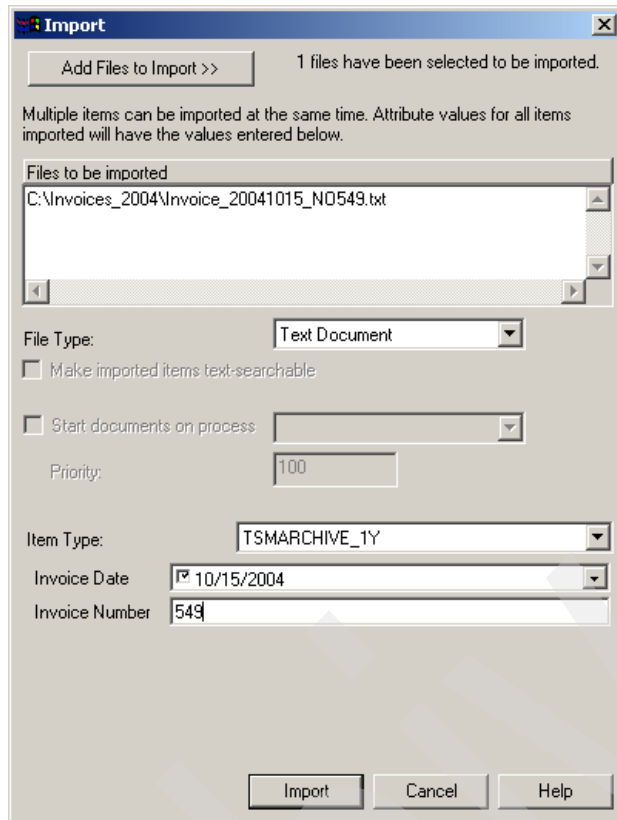 Import
Add Files to Import >>
1 files have been selected to be imported.
Multiple items can be imported at the same time. Attribute values for all items
imported will have the values entered below.
Files to be imported
C:\Invoices_2004\Invoice_20041015_NO549.txt
File Type:
Text Document
Make imported items text-searchable
Start documents on process
Priority:
100
Item Type:
TSMARCHIVE_1Y
Invoice Date
10/15/2004
Invoice Number
549
Import
Cancel
Help